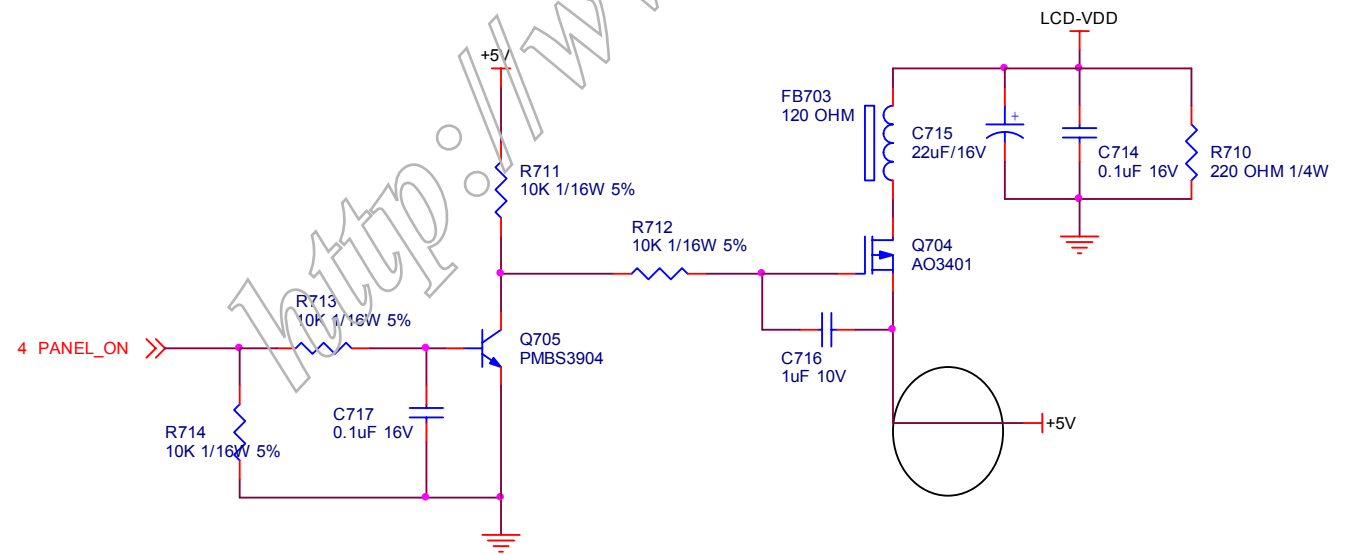 LCD-VDD
+5V
FB703
120 OHM
C715
22uF/16V
+
C714
0.1uF 16V
R710
220 OHM 1/4W
R711
10K 1/16W 5%
R712
10K 1/16W 5%
Q704
AO3401
R713
10K 1/16W 5%
4 PANEL_ON
Q705
PMBS3904
C716
1uF 10V
C717
0.1uF 16V
R714
10K 1/16W 5%
+5V
http://w